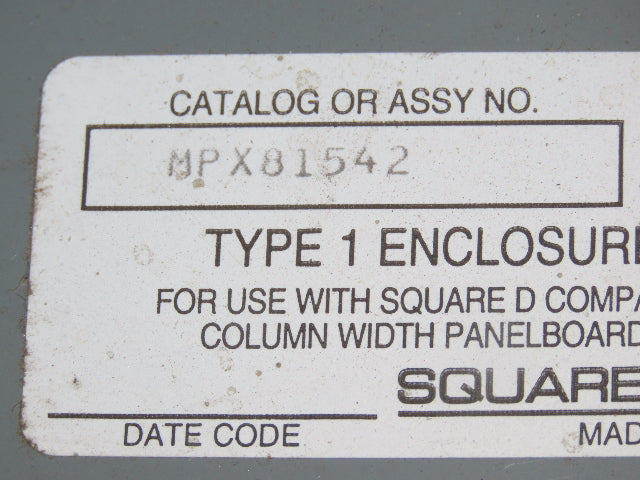 CATALOG OR ASSY NO.
MPX81542
TYPE 1 ENCLOSURE
FOR USE WITH SQUARE D COMPA
COLUMN WIDTH PANELBOARD
SQUARE
DATE CODE
MAD